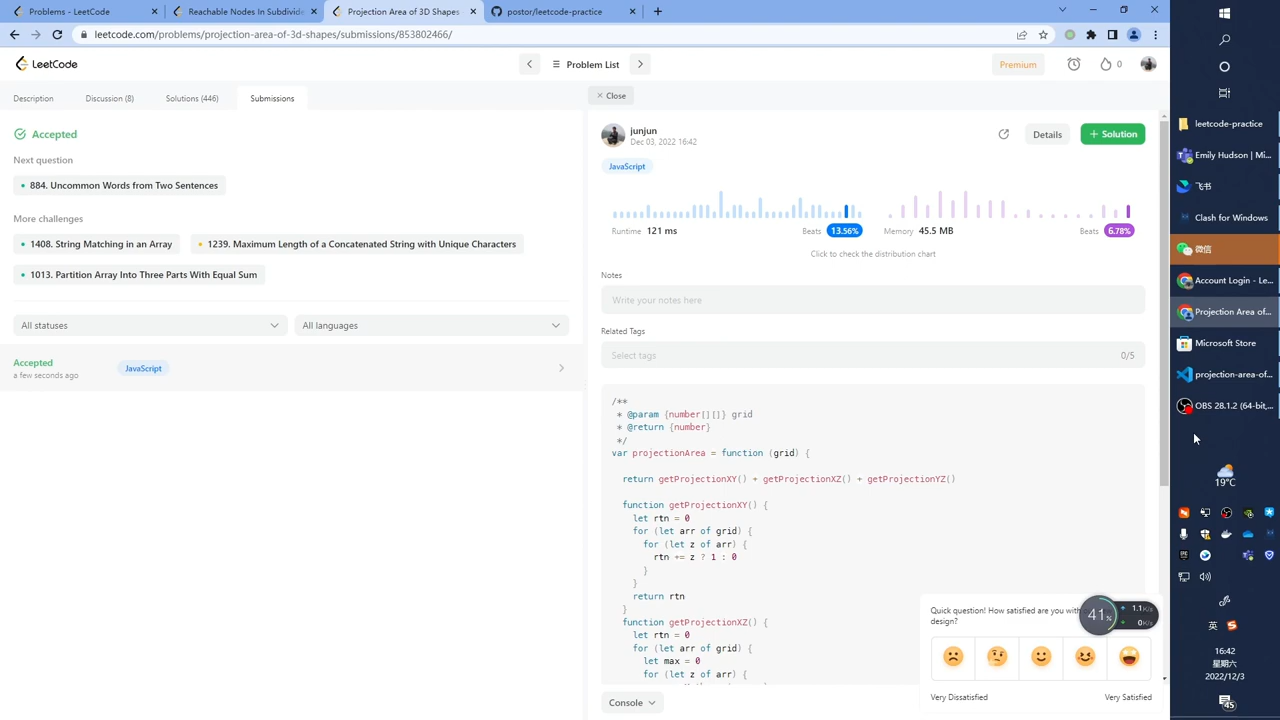 Problems - LeetCode
Reachable Nodes In Subdivide
Projection Area of 3D Shapes
postor/leetcode-practice
leetcode.com/problems/projection-area-of-3d-shapes/submissions/853802466/
LeetCode
Problem List
Premium
0
Description
Discussion (8)
Solutions (446)
Submissions
Close
Accepted
Next question
884. Uncommon Words from Two Sentences
More challenges
1408. String Matching in an Array
1239. Maximum Length of a Concatenated String with Unique Characters
1013. Partition Array Into Three Parts With Equal Sum
All statuses
All languages
Accepted
a few seconds ago
JavaScript
junjun
Dec 03, 2022 16:42
Details
Solution
JavaScript
Runtime 121 ms
Beats 13.56%
Memory 45.5 MB
Beats 6.78%
Click to check the distribution chart
Notes
Write your notes here
Related Tags
Select tags
0/5
/**
* @param {number[][]} grid
* @return {number}
*/
var projectionArea = function (grid) {
return getProjectionXY() + getProjectionXZ() + getProjectionYZ()
function getProjectionXY() {
let rtn = 0
for (let arr of grid) {
for (let z of arr) {
rtn += z ? 1 : 0
}
}
return rtn
}
function getProjectionXZ() {
let rtn = 0
for (let arr of grid) {
let max = 0
for (let z of arr) {
Quick question! How satisfied are you with
design?
41%
1.1K/s
0K/s
Very Dissatisfied
Very Satisfied
Console
leetcode-practice
Emily Hudson | Mi...
飞书
Clash for Windows
微信
Account Login - Le...
Projection Area of...
Microsoft Store
projection-area-of...
OBS 28.1.2 (64-bit,...
19°C
英
16:42
星期六
2022/12/3
45